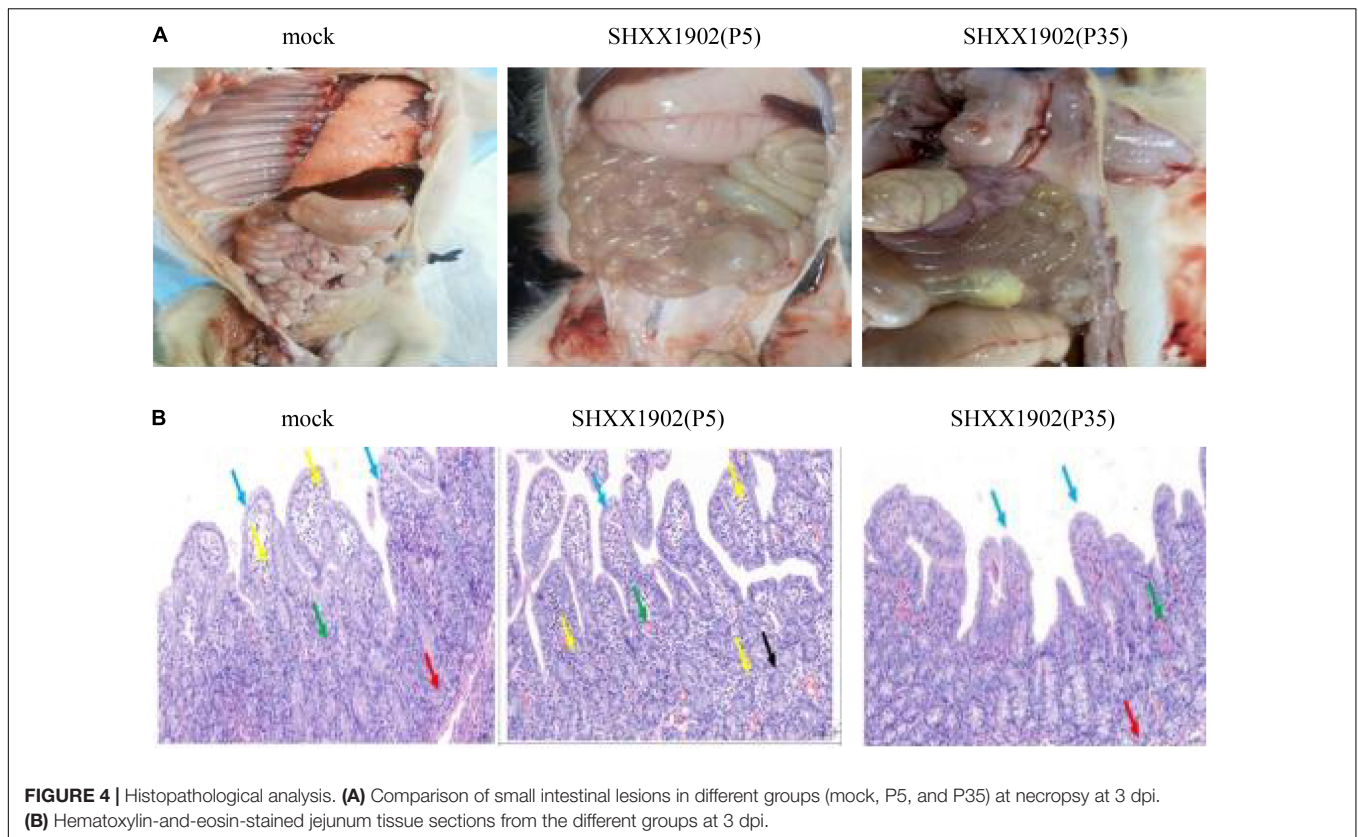 A mock SHXX1902(P5) SHXX1902(P35)
B mock SHXX1902(P5) SHXX1902(P35)
FIGURE 4 | Histopathological analysis. (A) Comparison of small intestinal lesions in different groups (mock, P5, and P35) at necropsy at 3 dpi.
(B) Hematoxylin-and-eosin-stained jejunum tissue sections from the different groups at 3 dpi.